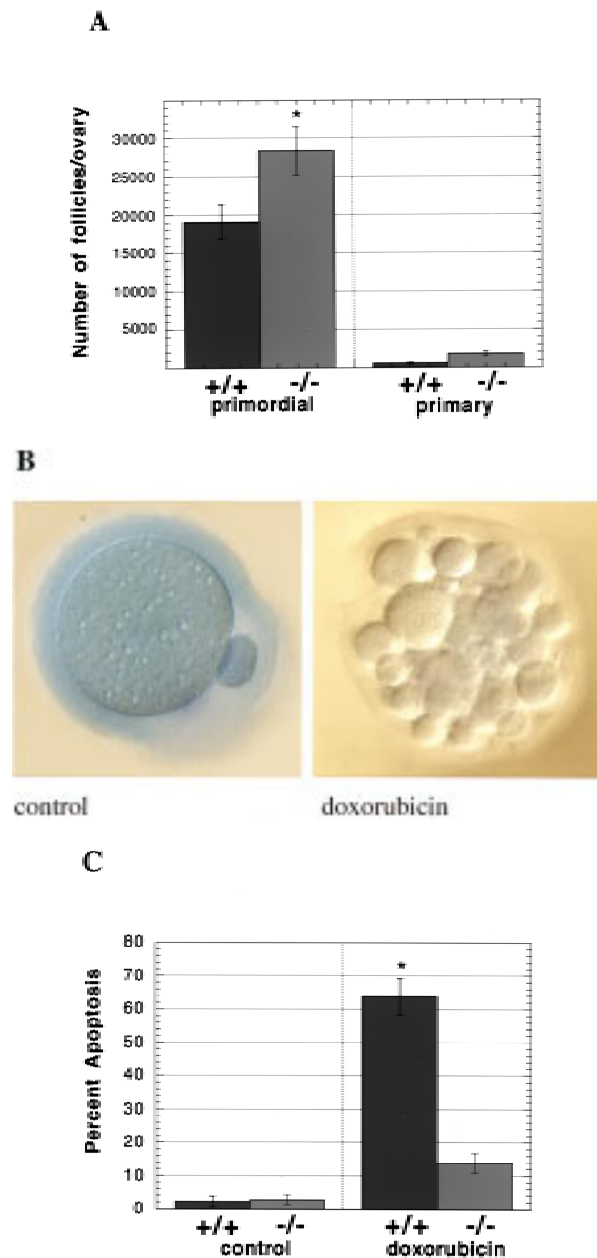 A
Number of follicles/ovary
30000
25000
20000
15000
10000
5000
*
+/+ -/- +/+ -/-
primordial primary
B
control doxorubicin
C
Percent Apoptosis
80
70
60
50
40
30
20
10
0
*
+/+ -/- +/+ -/-
control doxorubicin